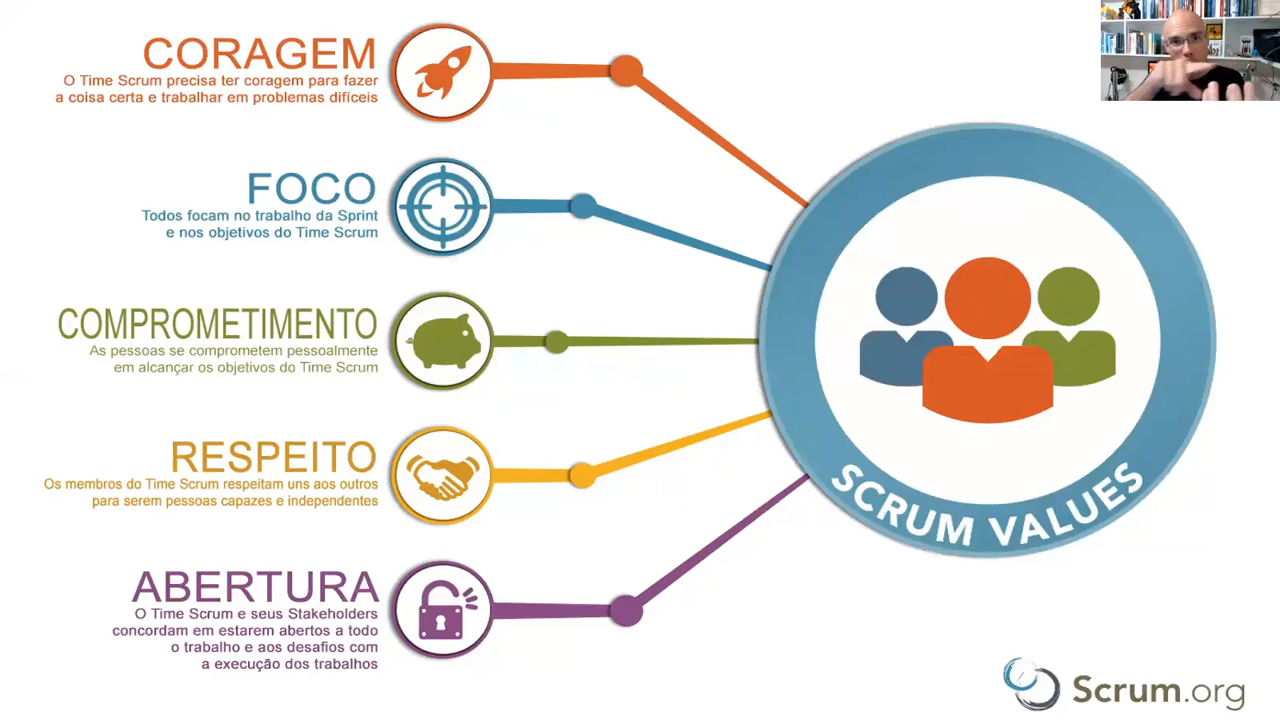 CORAGEM
O Time Scrum precisa ter coragem para fazer
a coisa certa e trabalhar em problemas difíceis
FOCO
Todos focam no trabalho da Sprint
e nos objetivos do Time Scrum
COMPROMETIMENTO
As pessoas se comprometem pessoalmente
em alcançar os objetivos do Time Scrum
RESPEITO
Os membros do Time Scrum respeitam uns aos outros
para serem pessoas capazes e independentes
ABERTURA
O Time Scrum e seus Stakeholders
concordam em estarem abertos a todo
o trabalho e aos desafios com
a execução dos trabalhos
SCRUM VALUES
Scrum.org